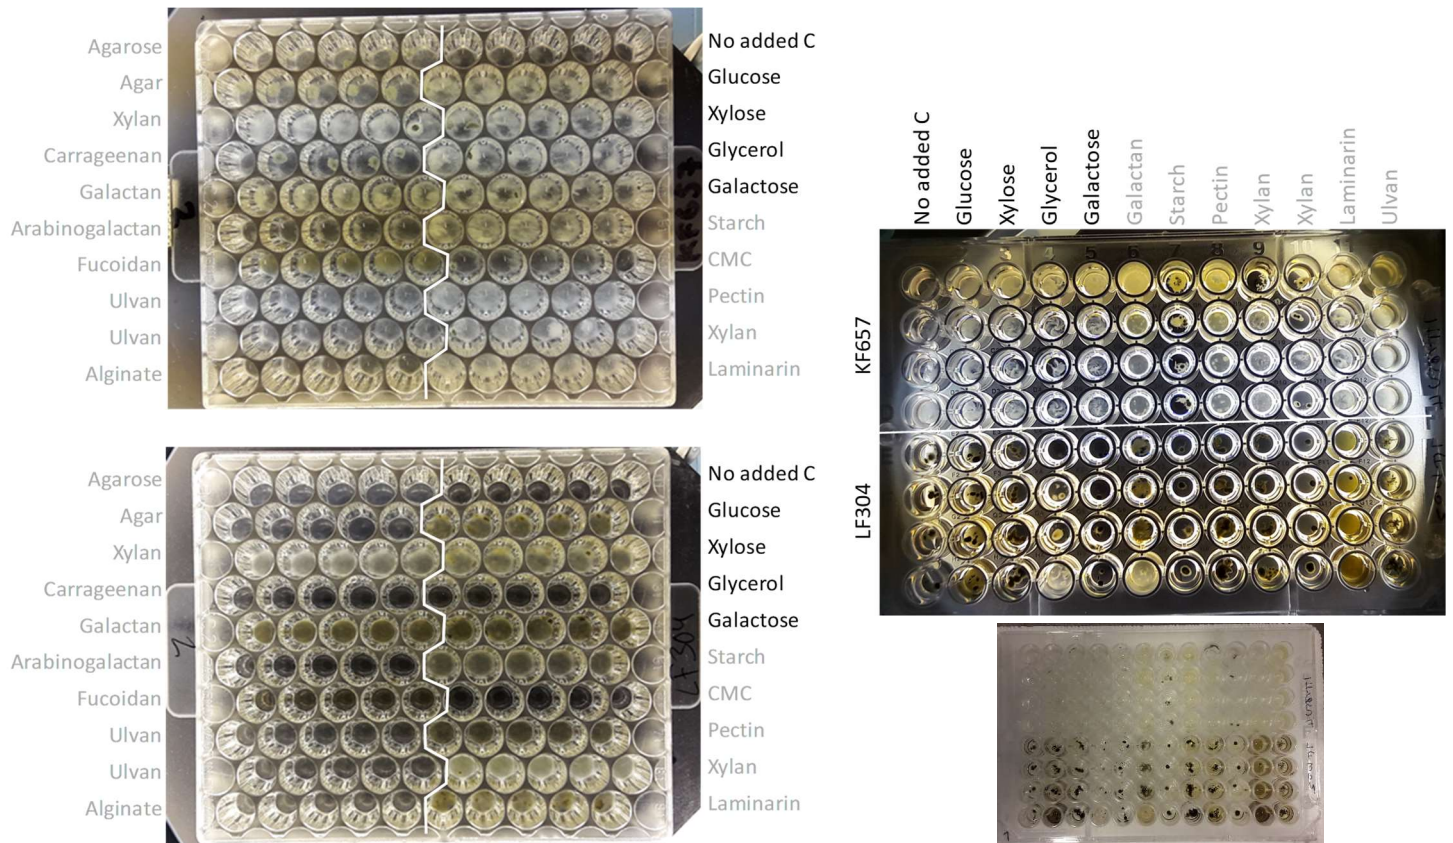 Agarose
Agar
Xylan
Carrageenan
Galactan
Arabinogalactan
Fucoidan
Ulvan
Ulvan
Alginate
No added C
Glucose
Xylose
Glycerol
Galactose
Starch
CMC
Pectin
Xylan
Laminarin
Agarose
Agar
Xylan
Carrageenan
Galactan
Arabinogalactan
Fucoidan
Ulvan
Ulvan
Alginate
No added C
Glucose
Xylose
Glycerol
Galactose
Starch
CMC
Pectin
Xylan
Laminarin
LF304
No added C
Glucose
Xylose
Glycerol
Galactose
Galactan
Starch
Pectin
Xylan
Xylan
Laminarin
Ulvan
KF657
LF304